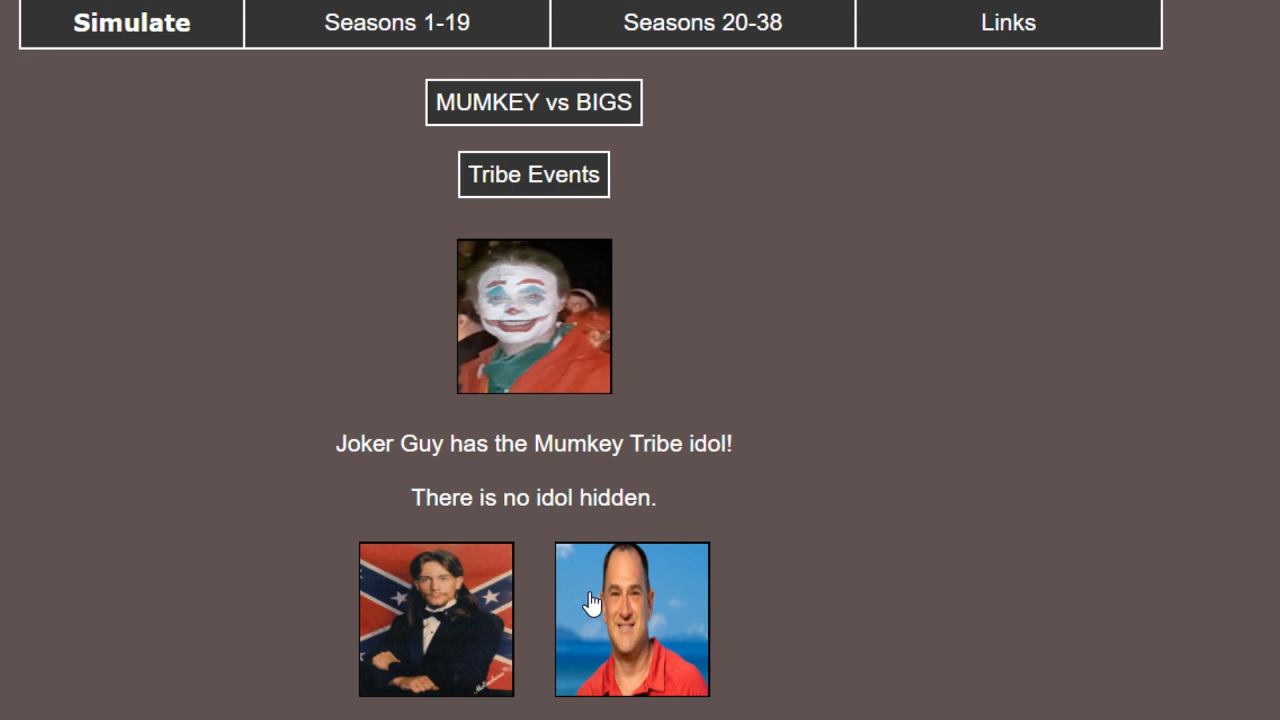 Simulate Seasons 1-19 Seasons 20-38 Links
MUMKEY vs BIGS
Tribe Events
Joker Guy has the Mumkey Tribe idol!
There is no idol hidden.